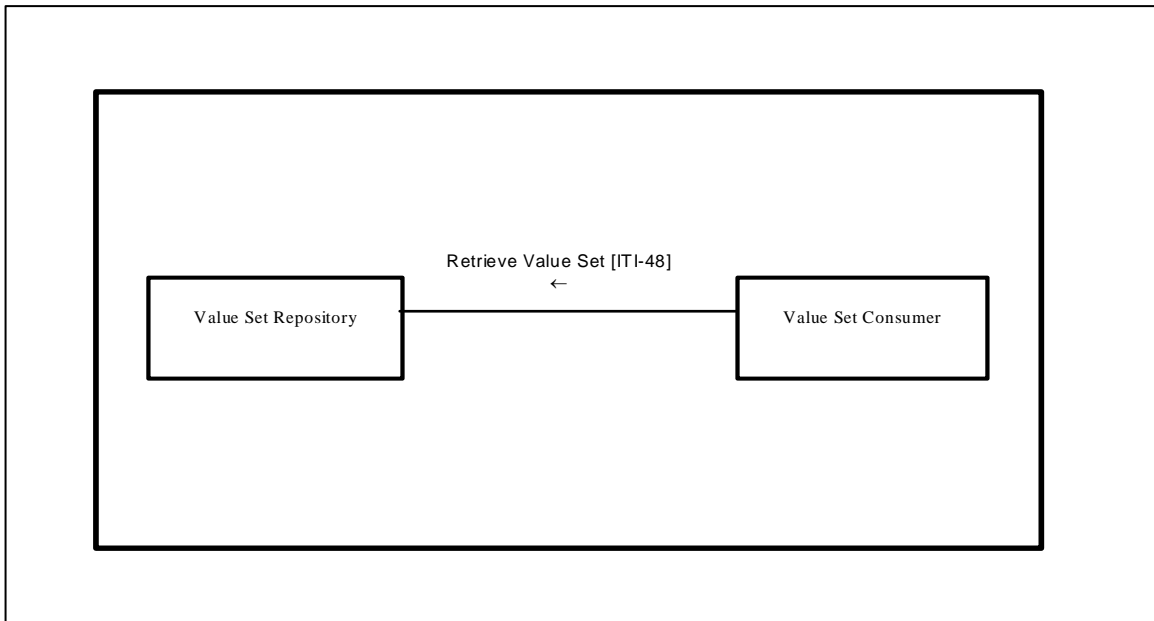 Retrieve Value Set [ITI-48]
←
Value Set Repository
Value Set Consumer